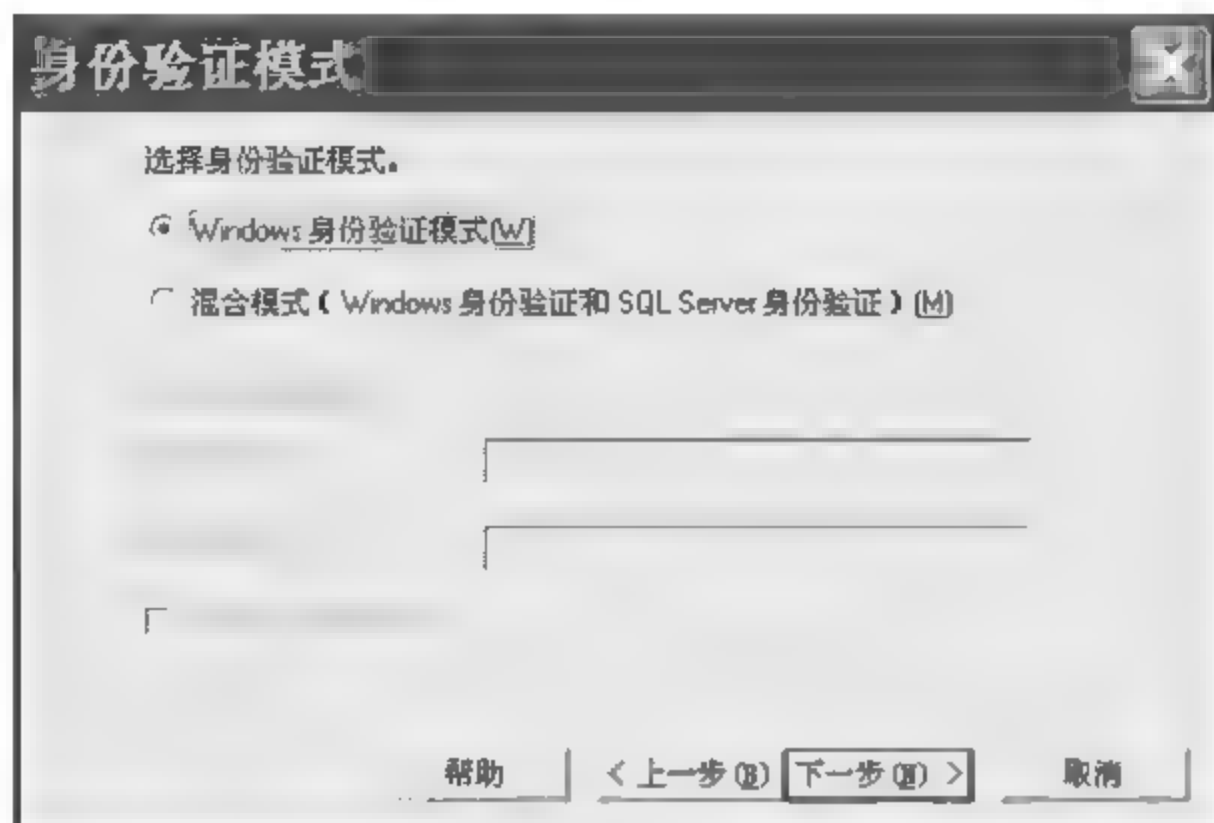 身份验证模式
选择身份验证模式。
Windows 身份验证模式(W)
混合模式（Windows 身份验证和 SQL Server 身份验证）(M)
帮助 < 上一步(B) 下一步(N) > 取消